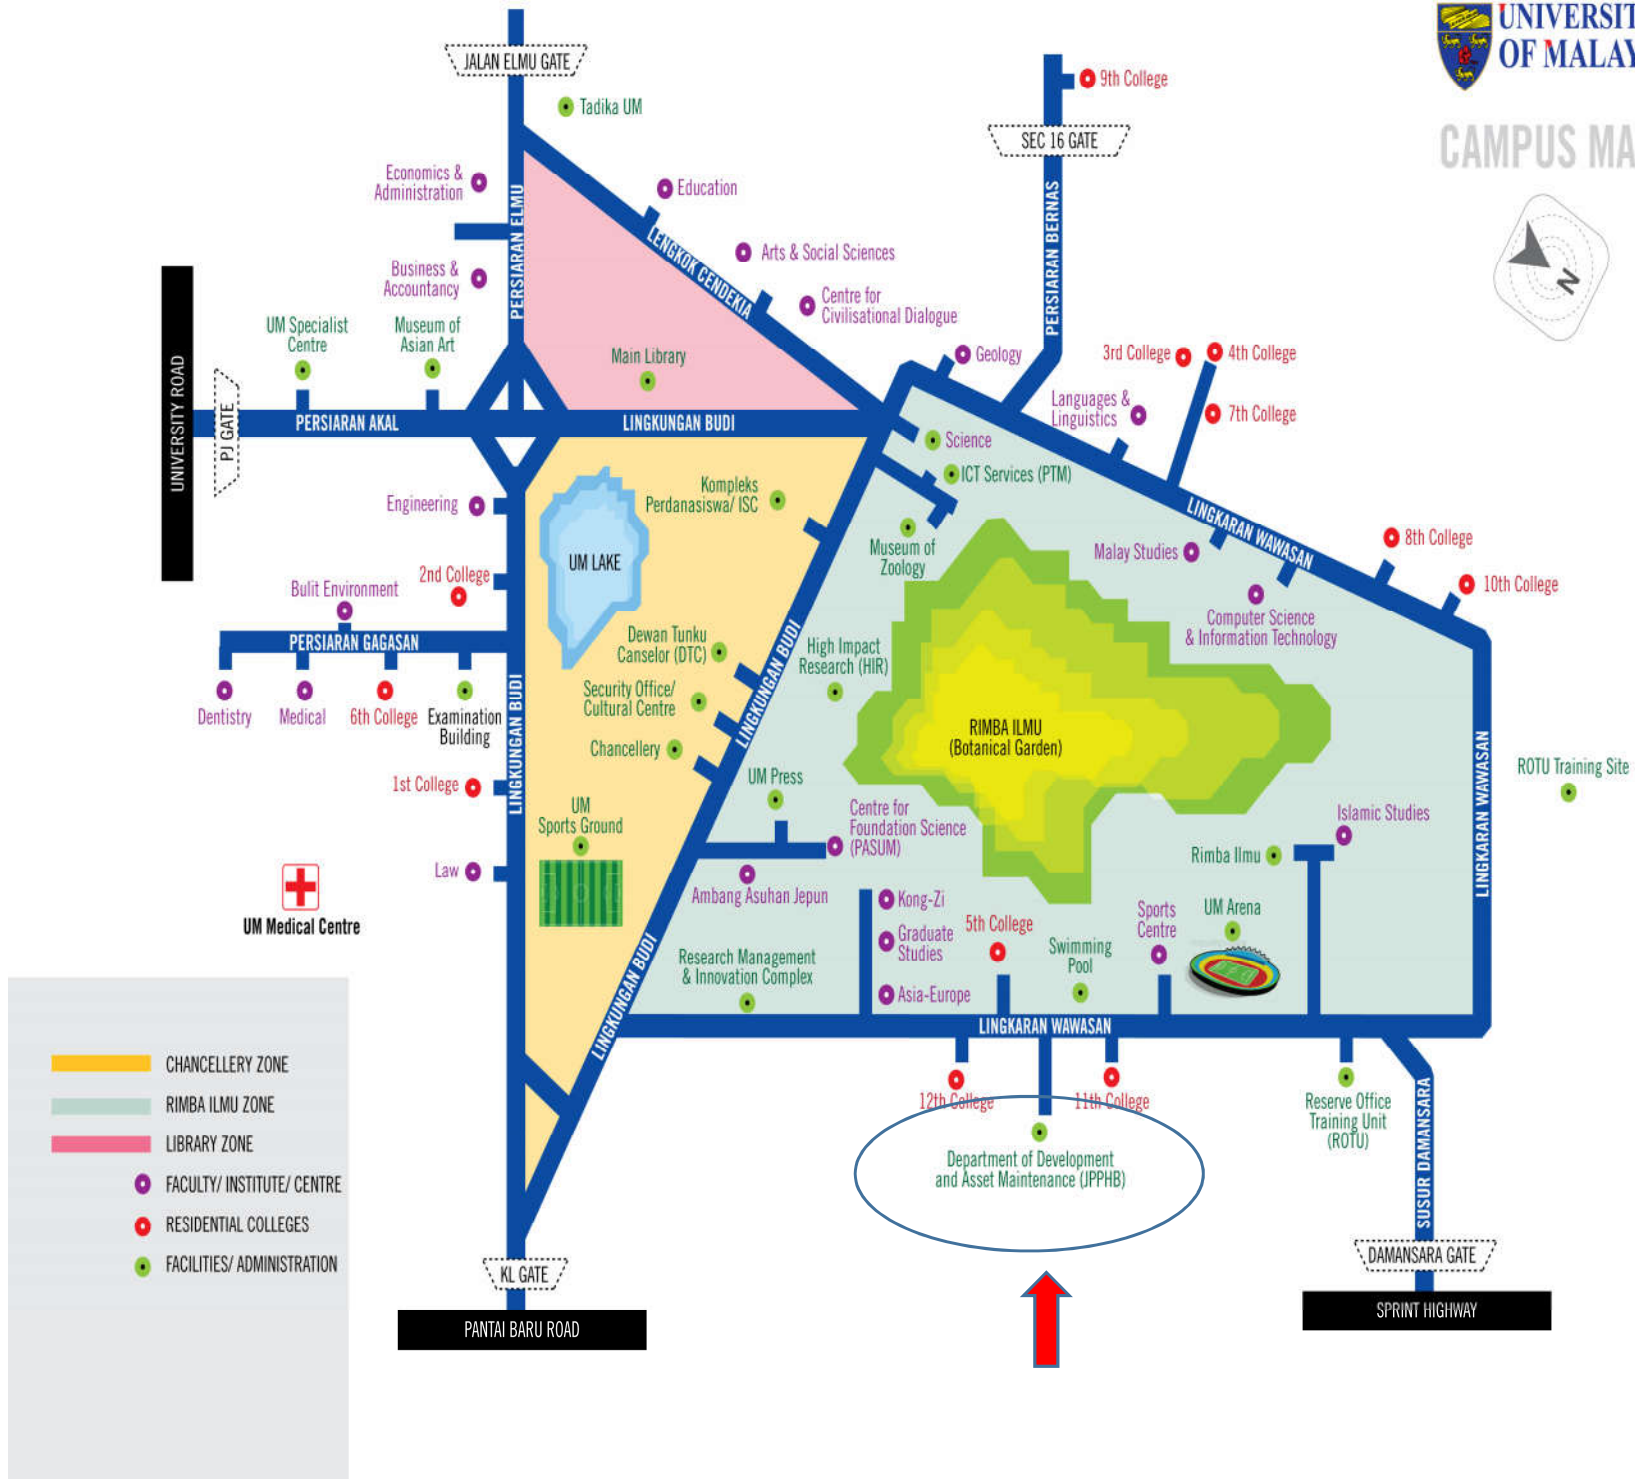 UNIVERSIT
OF MALAY
CAMPUS MA
N
JALAN ELMU GATE
Tadika UM
9th College
SEC 16 GATE
PERSIARAN BERNAS
Economics &
Administration
PERSIARAN ELMU
Education
LENGKOK CENDEKIA
Arts & Social Sciences
Business &
Accountancy
Centre for
Civilisational Dialogue
UM Specialist
Centre
Museum of
Asian Art
Main Library
Geology
3rd College
4th College
7th College
Languages &
Linguistics
UNIVERSITY ROAD
PJ GATE
PERSIARAN AKAL
LINGKUNGAN BUDI
Science
ICT Services (PTM)
Kompleks
Perdanasiswa/ ISC
Engineering
UM LAKE
Museum of
Zoology
LINGKARAN WAWASAN
Malay Studies
8th College
10th College
2nd College
Bulit Environment
Computer Science
& Information Technology
PERSIARAN GAGASAN
Dewan Tunku
Canselor (DTC)
LINGKUNGAN BUDI
High Impact
Research (HIR)
Security Office/
Cultural Centre
Dentistry
Medical
6th College
Examination
Building
LINGKUNGAN BUDI
Chancellery
RIMBA ILMU
(Botanical Garden)
LINGKARAN WAWASAN
ROTU Training Site
1st College
UM Press
UM
Sports Ground
Centre for
Foundation Science
(PASUM)
Islamic Studies
Rimba Ilmu
Law
Ambang Asuhan Jepun
Kong-Zi
UM Medical Centre
Graduate
Studies
5th College
Swimming
Pool
Sports
Centre
UM Arena
Research Management
& Innovation Complex
Asia-Europe
LINGKUNGAN BUDI
LINGKARAN WAWASAN
CHANCELLERY ZONE
RIMBA ILMU ZONE
LIBRARY ZONE
FACULTY/ INSTITUTE/ CENTRE
RESIDENTIAL COLLEGES
FACILITIES/ ADMINISTRATION
12th College
11th College
Department of Development
and Asset Maintenance (JPPHB)
Reserve Office
Training Unit
(ROTU)
SUSUR DAMANSARA
KL GATE
PANTAI BARU ROAD
DAMANSARA GATE
SPRINT HIGHWAY